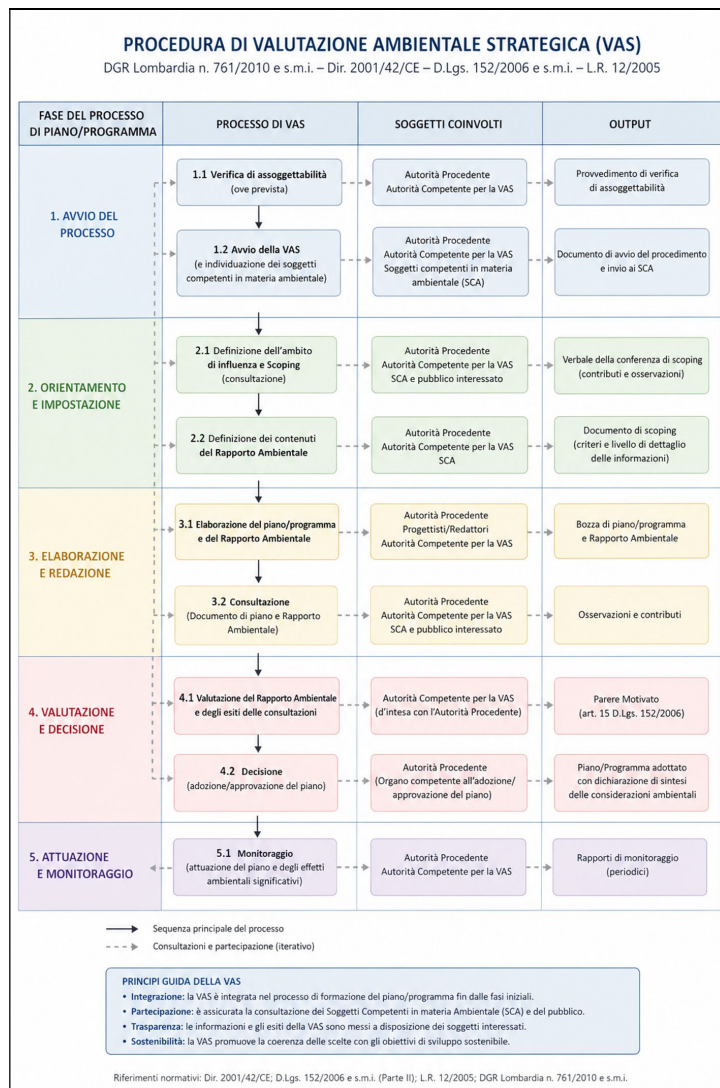 PROCEDURA DI VALUTAZIONE AMBIENTALE STRATEGICA (VAS)
DGR Lombardia n. 761/2010 e s.m.i. – Dir. 2001/42/CE – D.Lgs. 152/2006 e s.m.i. – L.R. 12/2005
FASE DEL PROCESSO
DI PIANO/PROGRAMMA
PROCESSO DI VAS
SOGGETTI COINVOLTI
OUTPUT
1. AVVIO DEL
PROCESSO
1.1 Verifica di assoggettabilità
(ove prevista)
Autorità Procedente
Autorità Competente per la VAS
Provvedimento di verifica
di assoggettabilità
1.2 Avvio della VAS
(e individuazione dei soggetti
competenti in materia ambientale)
Autorità Procedente
Autorità Competente per la VAS
Soggetti competenti in materia
ambientale (SCA)
Documento di avvio del procedimento
e invio ai SCA
2. ORIENTAMENTO
E IMPOSTAZIONE
2.1 Definizione dell'ambito
di influenza e Scoping
(consultazione)
Autorità Procedente
Autorità Competente per la VAS
SCA e pubblico interessato
Verbale della conferenza di scoping
(contributi e osservazioni)
2.2 Definizione dei contenuti
del Rapporto Ambientale
Autorità Procedente
Autorità Competente per la VAS
SCA
Documento di scoping
(criteri e livello di dettaglio
delle informazioni)
3. ELABORAZIONE
E REDAZIONE
3.1 Elaborazione del piano/programma
e del Rapporto Ambientale
Autorità Procedente
Progettisti/Redattori
Autorità Competente per la VAS
Bozza di piano/programma
e Rapporto Ambientale
3.2 Consultazione
(Documento di piano e Rapporto
Ambientale)
Autorità Procedente
Autorità Competente per la VAS
SCA e pubblico interessato
Osservazioni e contributi
4. VALUTAZIONE
E DECISIONE
4.1 Valutazione del Rapporto Ambientale
e degli esiti delle consultazioni
Autorità Competente per la VAS
(d'intesa con l'Autorità Procedente)
Parere Motivato
(art. 15 D.Lgs. 152/2006)
4.2 Decisione
(adozione/approvazione del piano)
Autorità Procedente
(Organo competente all'adozione/
approvazione del piano)
Piano/Programma adottato
con dichiarazione di sintesi
delle considerazioni ambientali
5. ATTUAZIONE
E MONITORAGGIO
5.1 Monitoraggio
(attuazione del piano e degli effetti
ambientali significativi)
Autorità Procedente
Autorità Competente per la VAS
Rapporti di monitoraggio
(periodici)
Sequenza principale del processo
Consultazioni e partecipazione (iterativo)
PRINCIPI GUIDA DELLA VAS
• Integrazione: la VAS è integrata nel processo di formazione del piano/programma fin dalle fasi iniziali.
• Partecipazione: è assicurata la consultazione dei Soggetti Competenti in materia Ambientale (SCA) e del pubblico.
• Trasparenza: le informazioni e gli esiti della VAS sono messi a disposizione dei soggetti interessati.
• Sostenibilità: la VAS promuove la coerenza delle scelte con gli obiettivi di sviluppo sostenibile.
Riferimenti normativi: Dir. 2001/42/CE; D.Lgs. 152/2006 e s.m.i. (Parte II); L.R. 12/2005; DGR Lombardia n. 761/2010 e s.m.i.